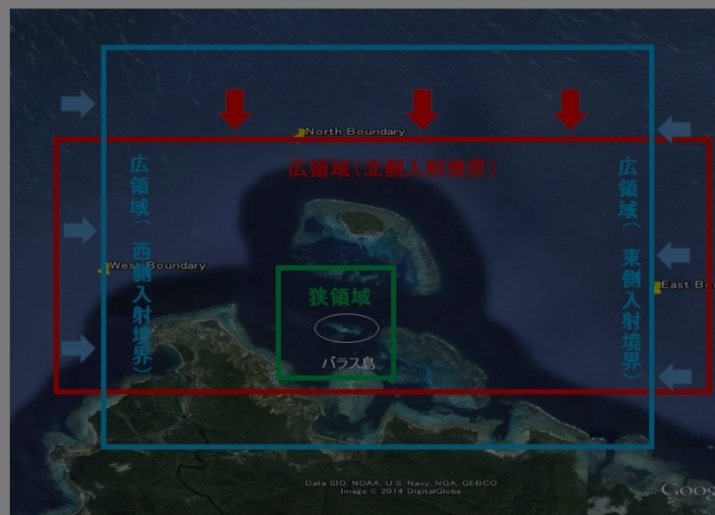 North Boundary
広領域(北側入射境界)
広領域( 西側入射境界)
広領域( 東側入射境界)
West Boundary
East Bo
狭領域
バラス島
Data SIO, NOAA, U.S. Navy, NGA, GEBCO
Image © 2014 DigitalGlobe
Goog